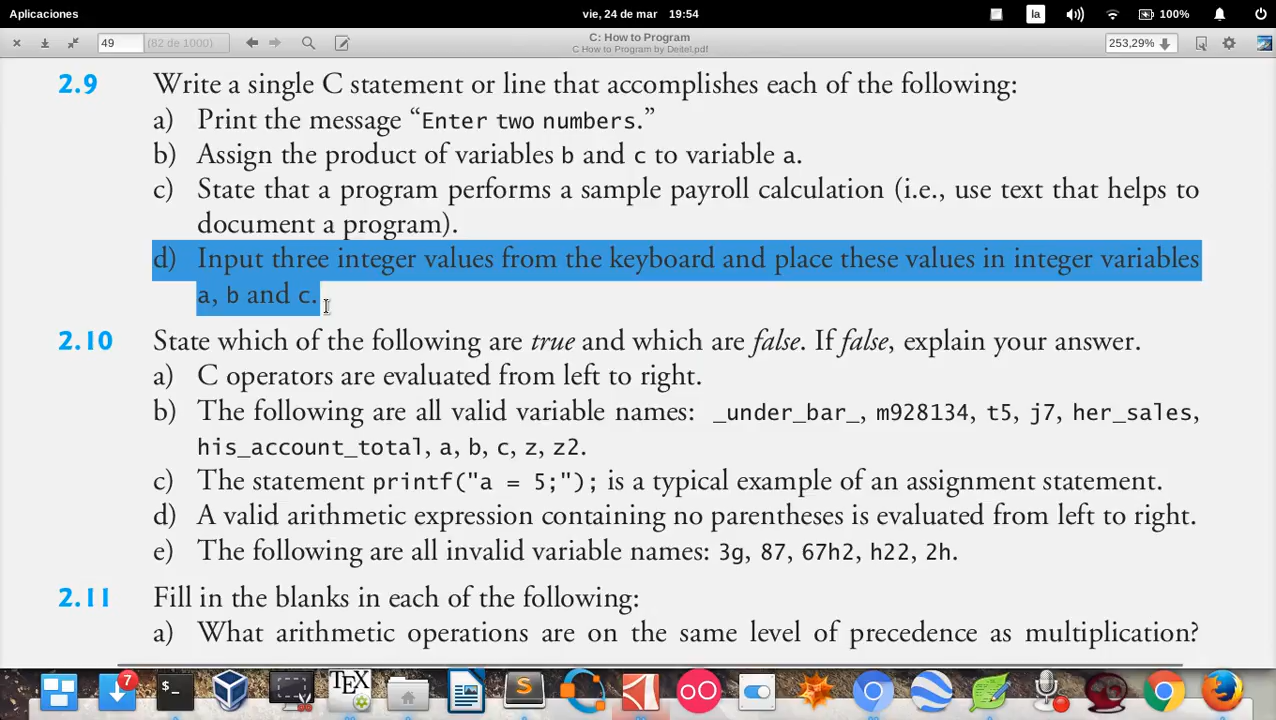 Aplicaciones
vie, 24 de mar 19:54
la
100%
49
(82 de 1000)
C: How to Program
C How to Program by Deitel.pdf
253,29%
2.9 Write a single C statement or line that accomplishes each of the following:
a) Print the message “Enter two numbers.”
b) Assign the product of variables b and c to variable a.
c) State that a program performs a sample payroll calculation (i.e., use text that helps to
document a program).
d) Input three integer values from the keyboard and place these values in integer variables
a, b and c.
2.10 State which of the following are true and which are false. If false, explain your answer.
a) C operators are evaluated from left to right.
b) The following are all valid variable names: _under_bar_, m928134, t5, j7, her_sales,
his_account_total, a, b, c, z, z2.
c) The statement printf("a = 5;"); is a typical example of an assignment statement.
d) A valid arithmetic expression containing no parentheses is evaluated from left to right.
e) The following are all invalid variable names: 3g, 87, 67h2, h22, 2h.
2.11 Fill in the blanks in each of the following:
a) What arithmetic operations are on the same level of precedence as multiplication?
7
>_
TEX
S